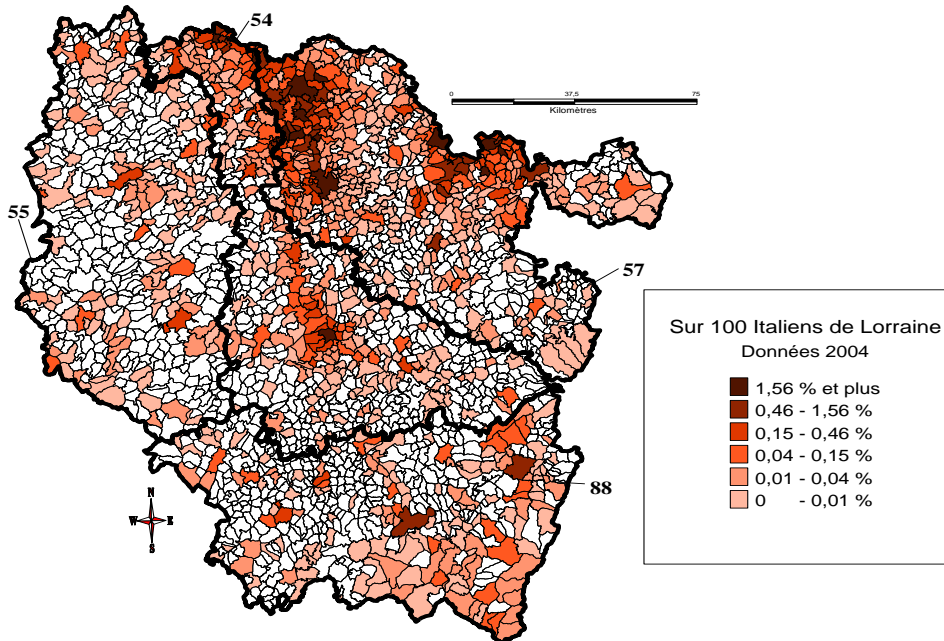 54
0 37,5 75
Kilomètres
55
57
Sur 100 Italiens de Lorraine
Données 2004
1,56 % et plus
0,46 - 1,56 %
0,15 - 0,46 %
0,04 - 0,15 %
0,01 - 0,04 %
0 - 0,01 %
88
N
W E
S